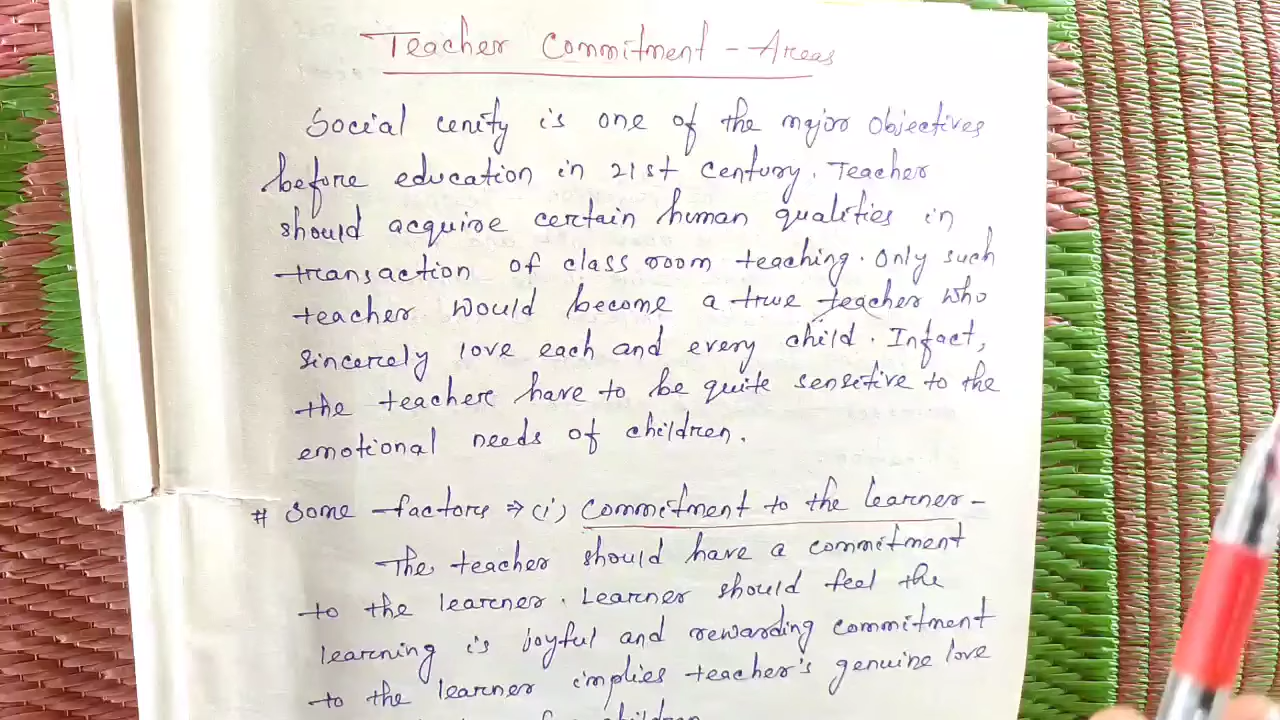 Teacher Commitment - Areas
Social cenity is one of the major objectives
before education in 21st century. Teacher
should acquire certain human qualities in
transaction of class room teaching. Only such
teacher would become a true teacher who
sincerely love each and every child. Infact,
the teachers have to be quite sensitive to the
emotional needs of children.
# Some factors ⇒ (i) Commitment to the learner -
The teacher should have a commitment
to the learner. Learner should feel the
learning is joyful and rewarding commitment
to the learner implies teacher's genuine love
for children